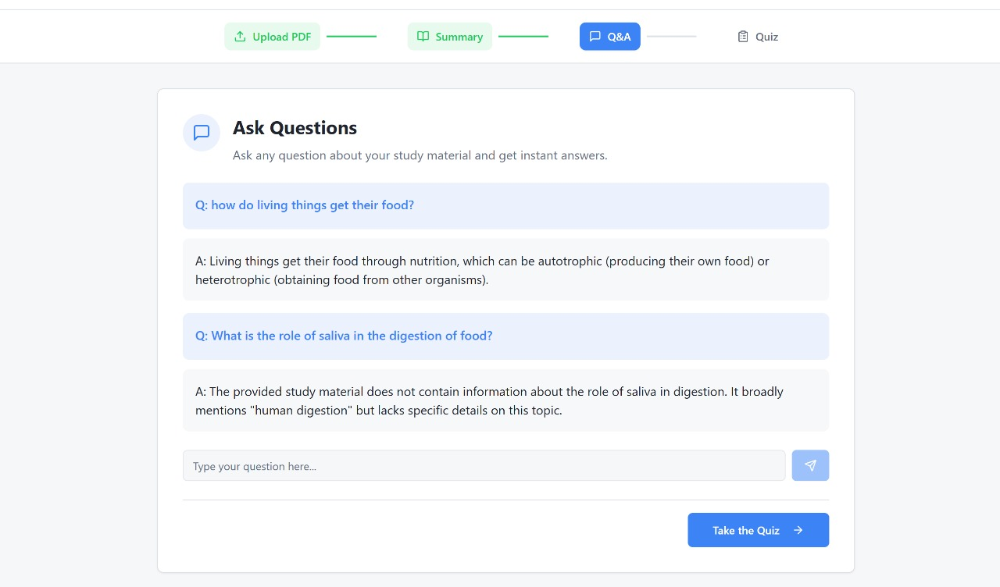 Upload PDF
Summary
Q&A
Quiz
Ask Questions
Ask any question about your study material and get instant answers.
Q: how do living things get their food?
A: Living things get their food through nutrition, which can be autotrophic (producing their own food) or
heterotrophic (obtaining food from other organisms).
Q: What is the role of saliva in the digestion of food?
A: The provided study material does not contain information about the role of saliva in digestion. It broadly
mentions "human digestion" but lacks specific details on this topic.
Type your question here...
Take the Quiz